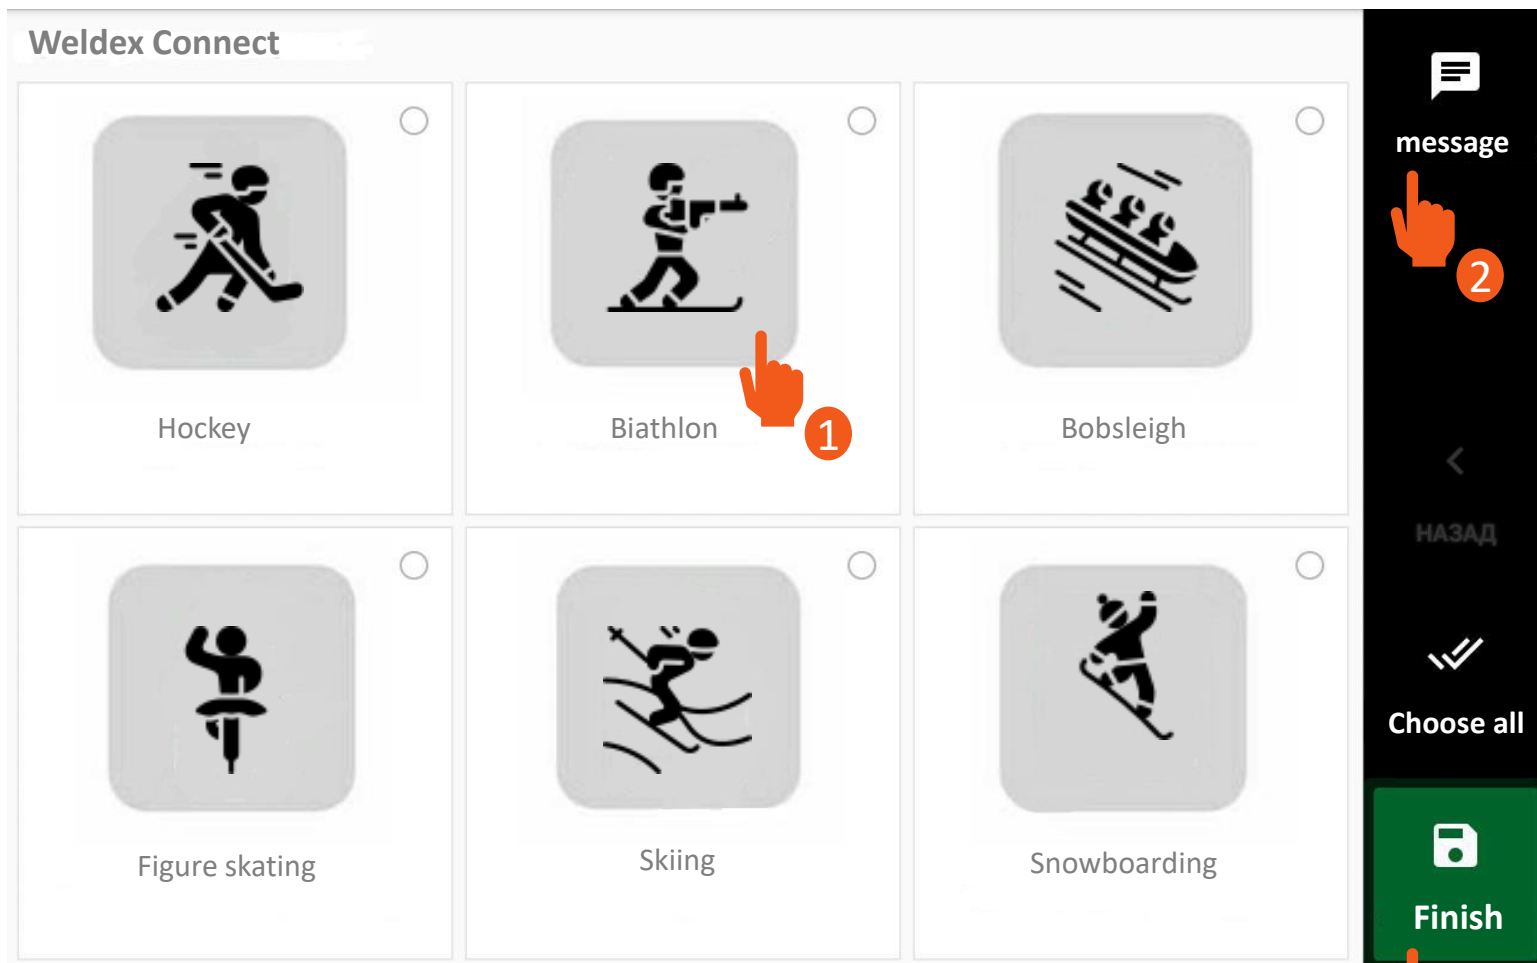 Weldex Connect
message
2
Hockey
Biathlon
1
Bobsleigh
НАЗАД
Figure skating
Skiing
Snowboarding
Choose all
Finish